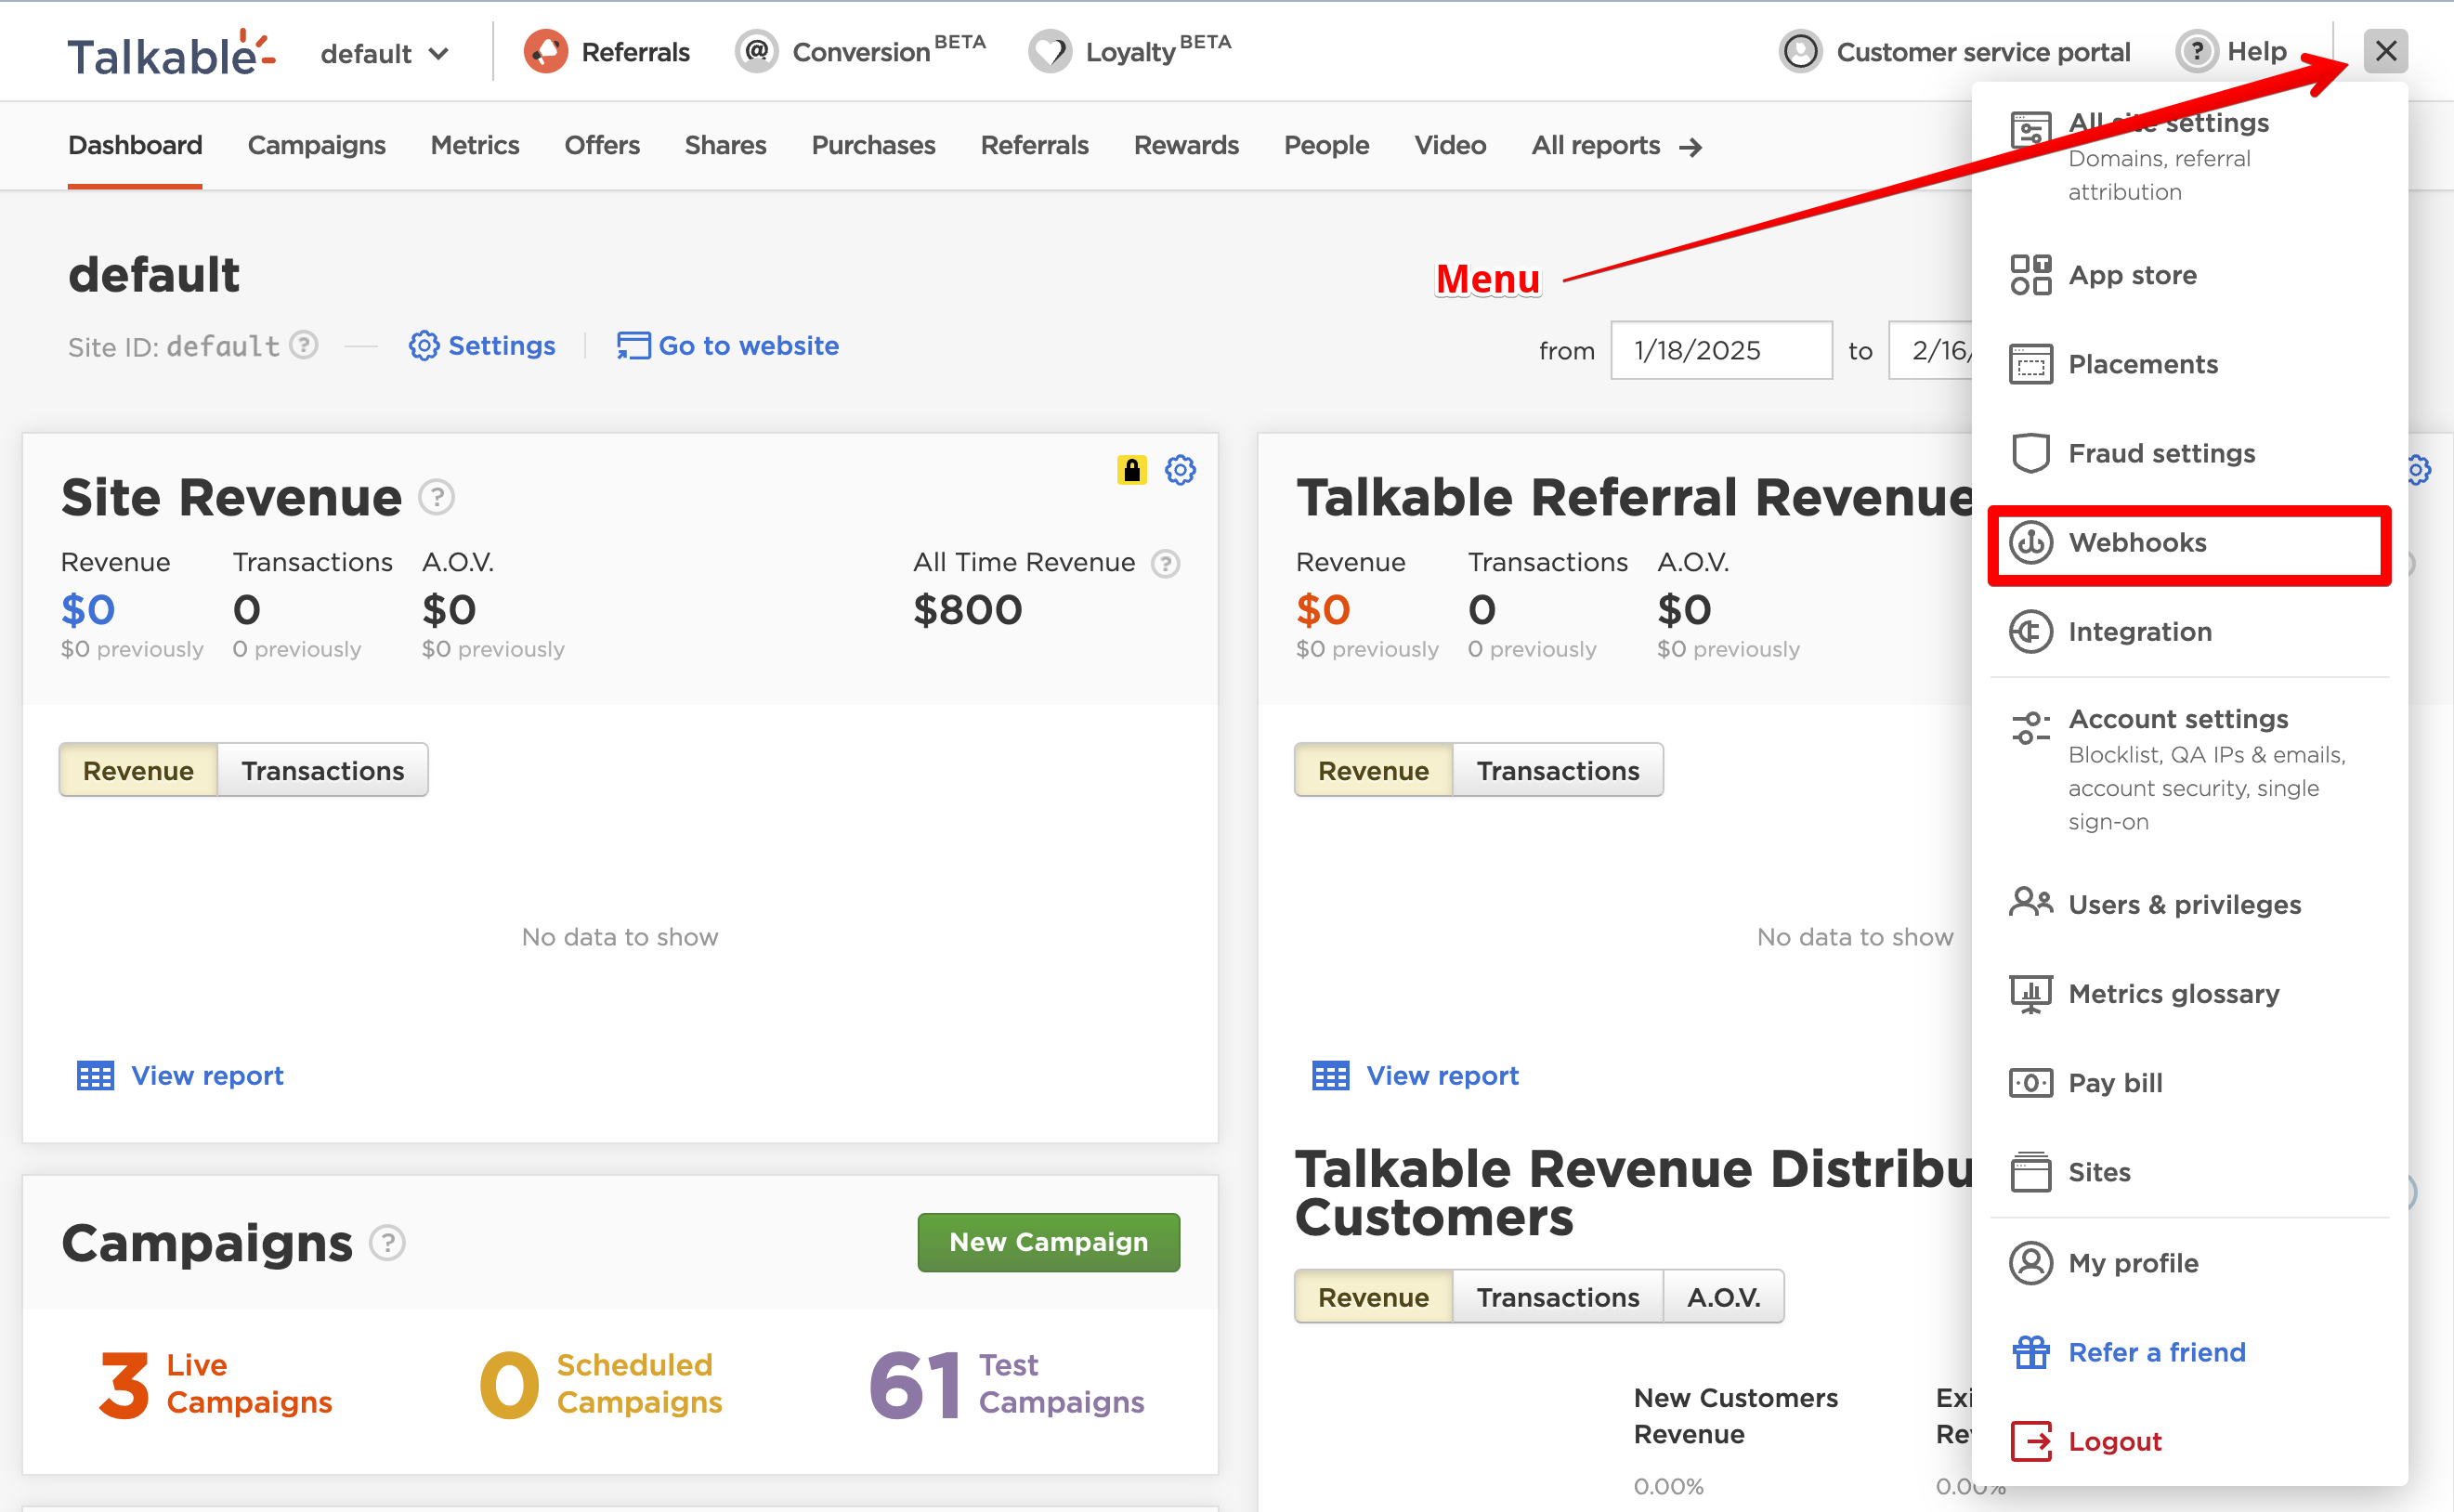 Talkable
default
Referrals
Conversion BETA
Loyalty BETA
Customer service portal
? Help
Dashboard
Campaigns
Metrics
Offers
Shares
Purchases
Referrals
Rewards
People
Video
All reports →
default
Site ID: default ?
Settings
Go to website
Menu
from 1/18/2025 to 2/16/
Site Revenue ?
Revenue
Transactions
A.O.V.
All Time Revenue ?
$0
0
$0
$800
$0 previously
0 previously
$0 previously
Revenue
Transactions
No data to show
View report
Talkable Referral Revenue
Revenue
Transactions
A.O.V.
$0
0
$0
$0 previously
0 previously
$0 previously
Revenue
Transactions
No data to show
View report
Campaigns ?
New Campaign
3 Live
Campaigns
0 Scheduled
Campaigns
61 Test
Campaigns
Talkable Revenue Distribu
Customers
Revenue
Transactions
A.O.V.
New Customers
Revenue
0.00%
Exi
Re
0.00%
All site settings
Domains, referral
attribution
App store
Placements
Fraud settings
Webhooks
Integration
Account settings
Blocklist, QA IPs & emails,
account security, single
sign-on
Users & privileges
Metrics glossary
Pay bill
Sites
My profile
Refer a friend
Logout